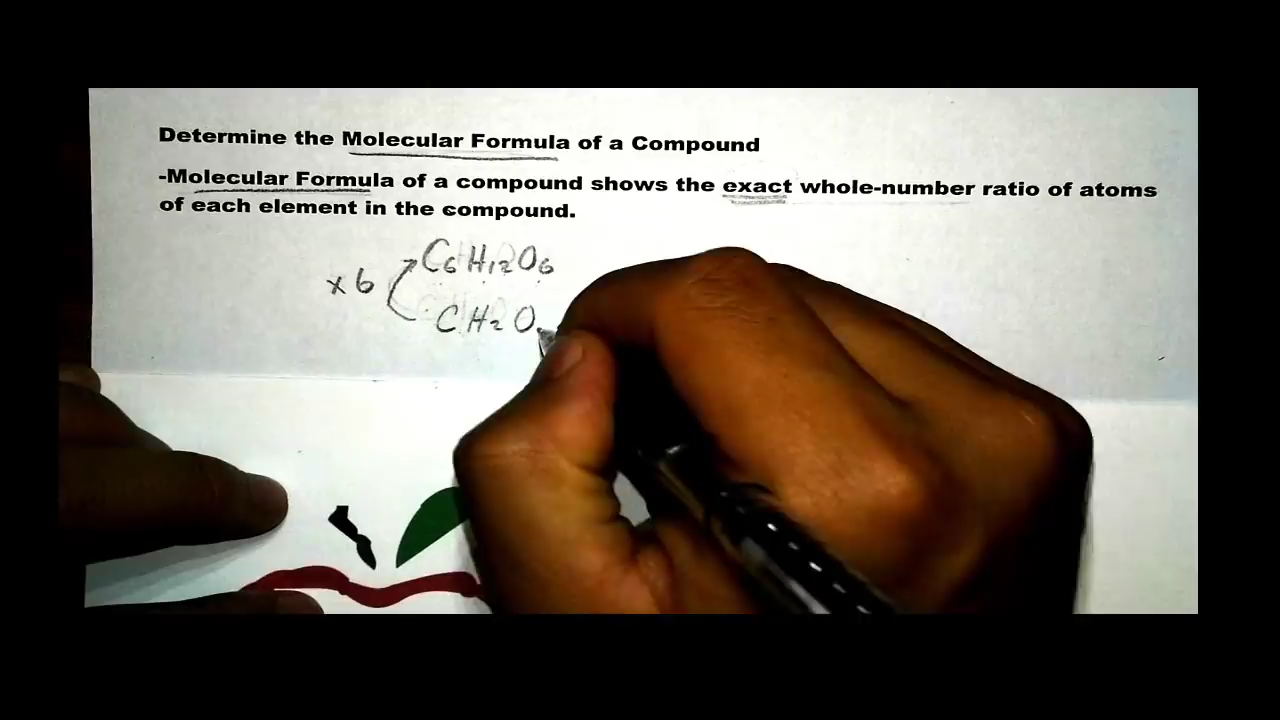 Determine the Molecular Formula of a Compound
-Molecular Formula of a compound shows the exact whole-number ratio of atoms
of each element in the compound.
C6H12O6
x6
CH2O